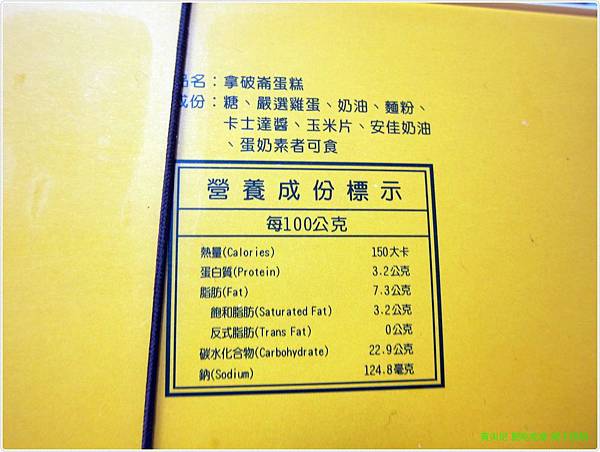 品名：拿破崙蛋糕
成份：糖、嚴選雞蛋、奶油、麵粉、
卡士達醬、玉米片、安佳奶油
、蛋奶素者可食
營養成份標示
每100公克
熱量(Calories) 150大卡
蛋白質(Protein) 3.2公克
脂肪(Fat) 7.3公克
飽和脂肪(Saturated Fat) 3.2公克
反式脂肪(Trans Fat) 0公克
碳水化合物(Carbohydrate) 22.9公克
鈉(Sodium) 124.8毫克